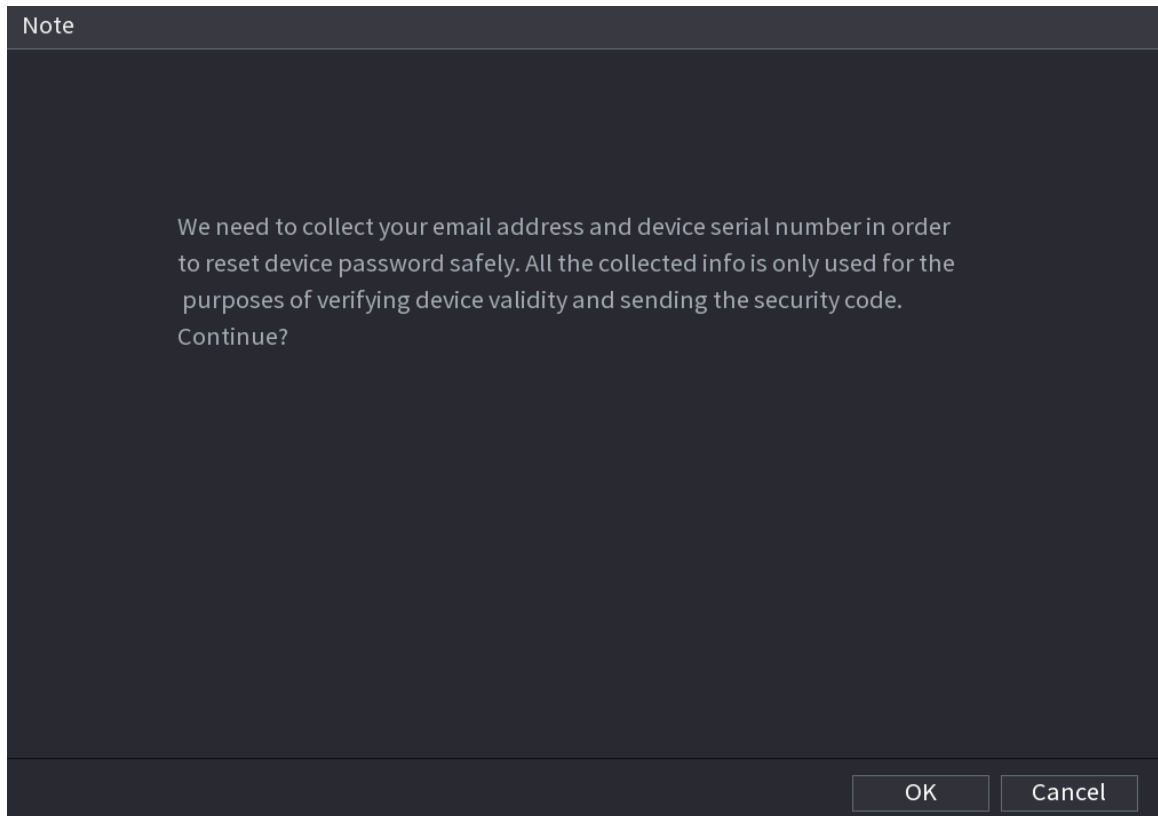 Note
We need to collect your email address and device serial number in order
to reset device password safely. All the collected info is only used for the
purposes of verifying device validity and sending the security code.
Continue?
OK
Cancel